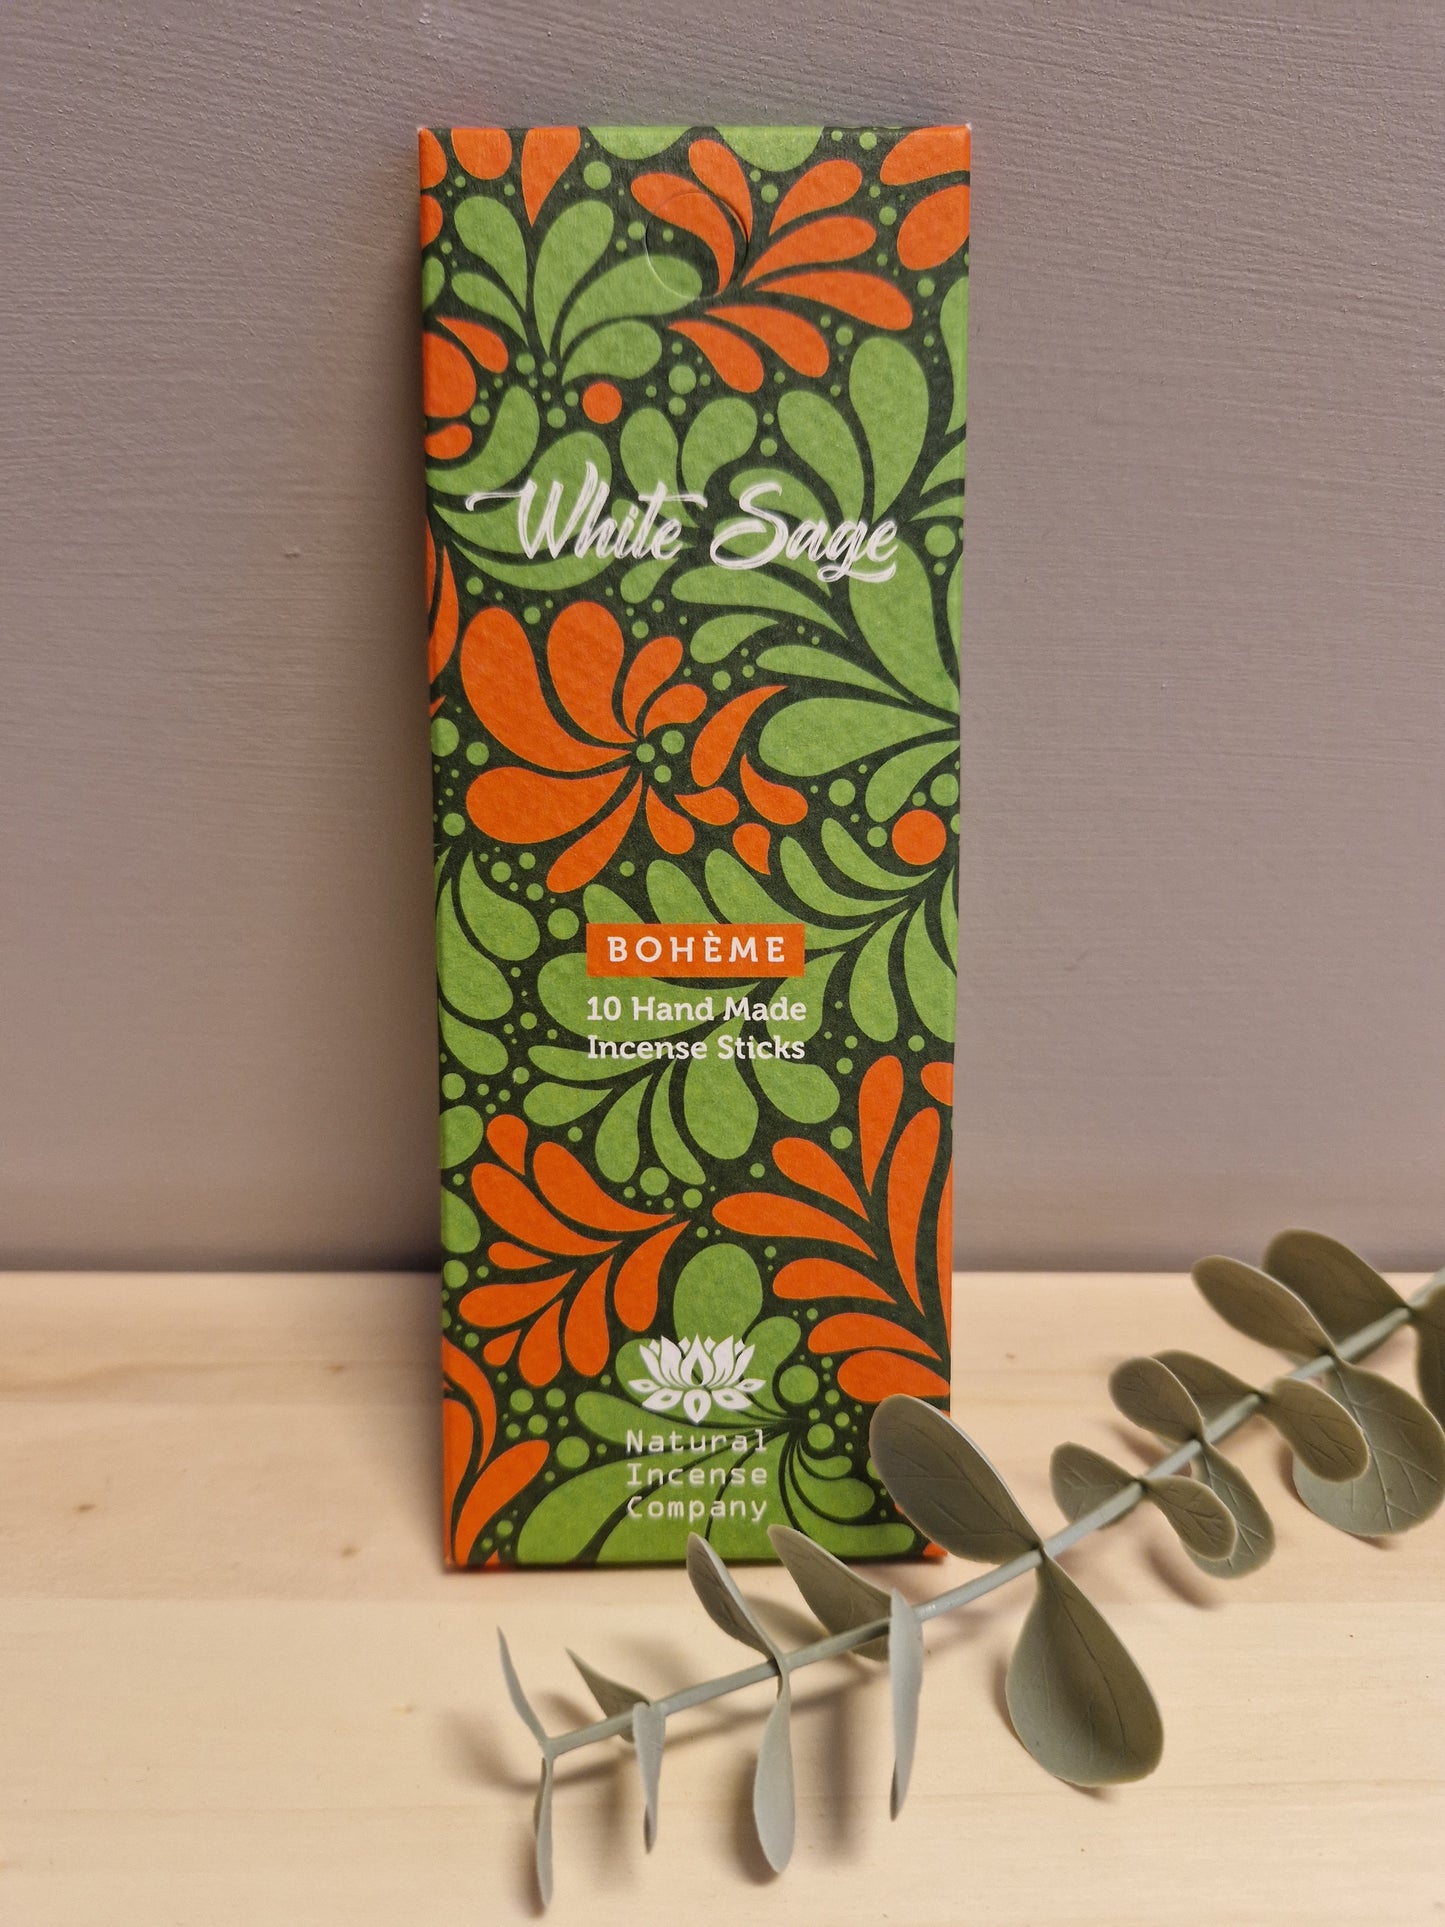 White Sage
BOHÈME
10 Hand Made
Incense Sticks
Natural
Incense
Company